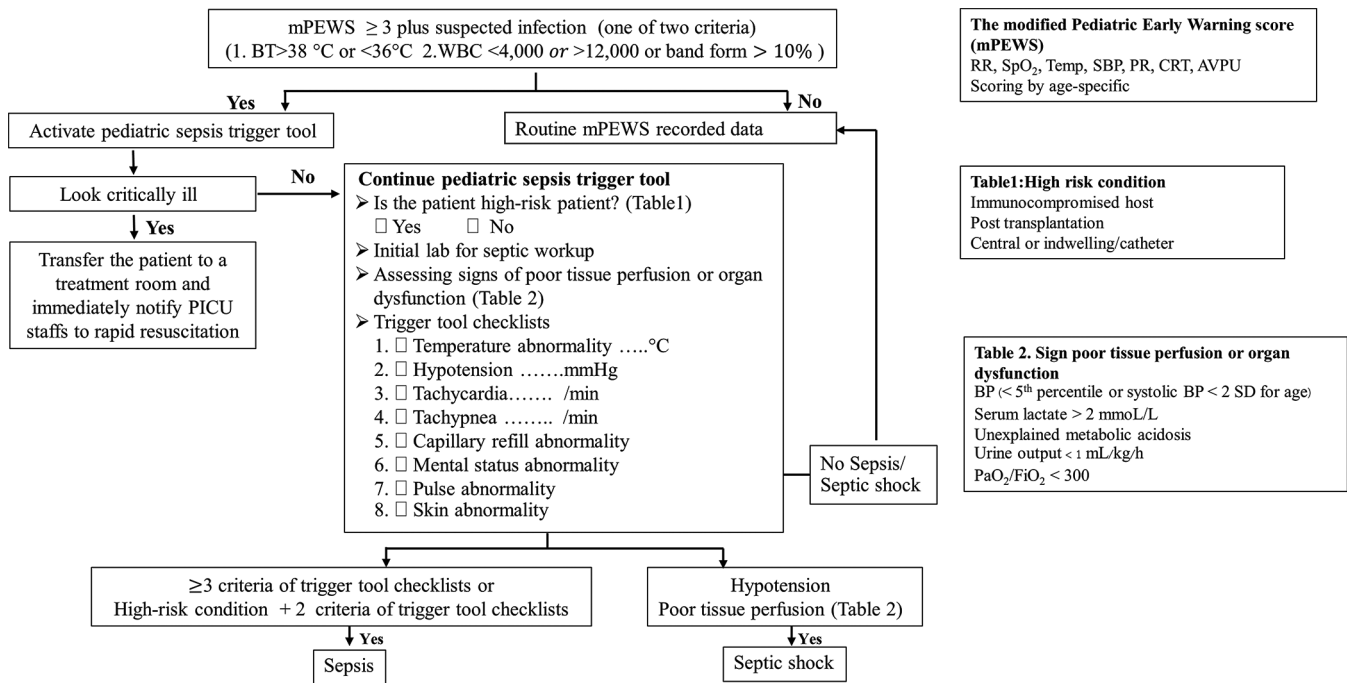 mPEWS ≥ 3 plus suspected infection (one of two criteria)
(1. BT>38 °C or <36°C 2.WBC <4,000 or >12,000 or band form > 10% )
Yes
No
Activate pediatric sepsis trigger tool
Routine mPEWS recorded data
Look critically ill
No
Yes
Transfer the patient to a
treatment room and
immediately notify PICU
staffs to rapid resuscitation
Continue pediatric sepsis trigger tool
➢ Is the patient high-risk patient? (Table1)
□ Yes □ No
➢ Initial lab for septic workup
➢ Assessing signs of poor tissue perfusion or organ
dysfunction (Table 2)
➢ Trigger tool checklists
1. □ Temperature abnormality …..°C
2. □ Hypotension …….mmHg
3. □ Tachycardia……. /min
4. □ Tachypnea …….. /min
5. □ Capillary refill abnormality
6. □ Mental status abnormality
7. □ Pulse abnormality
8. □ Skin abnormality
No Sepsis/
Septic shock
≥3 criteria of trigger tool checklists or
High-risk condition + 2 criteria of trigger tool checklists
Yes
Sepsis
Hypotension
Poor tissue perfusion (Table 2)
Yes
Septic shock
The modified Pediatric Early Warning score
(mPEWS)
RR, SpO₂, Temp, SBP, PR, CRT, AVPU
Scoring by age-specific
Table1:High risk condition
Immunocompromised host
Post transplantation
Central or indwelling/catheter
Table 2. Sign poor tissue perfusion or organ
dysfunction
BP (< 5th percentile or systolic BP < 2 SD for age)
Serum lactate > 2 mmoL/L
Unexplained metabolic acidosis
Urine output < 1 mL/kg/h
PaO₂/FiO₂ < 300